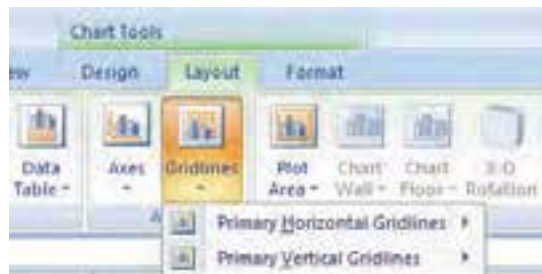 Chart Tools
Design Layout Format
Data Table Axes Gridlines Plot Area Chart Wall Chart Floor 3-D Rotation
Primary Horizontal Gridlines
Primary Vertical Gridlines